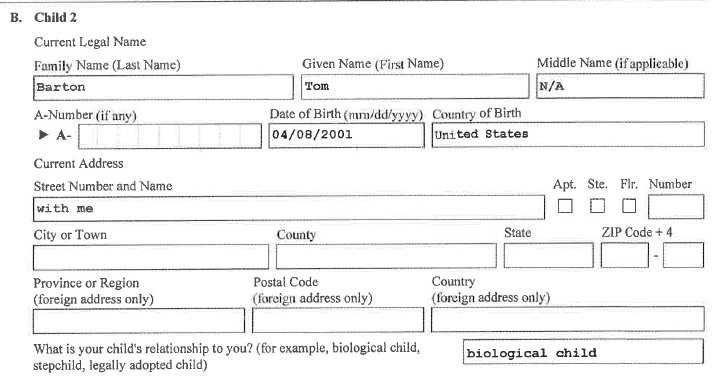 B. Child 2
Current Legal Name
Family Name (Last Name) Given Name (First Name) Middle Name (if applicable)
Barton Tom N/A
A-Number (if any) Date of Birth (mm/dd/yyyy) Country of Birth
► A- 04/08/2001 United States
Current Address
Street Number and Name Apt. Ste. Flr. Number
with me
City or Town County State ZIP Code + 4
-
Province or Region Postal Code Country
(foreign address only) (foreign address only) (foreign address only)
What is your child's relationship to you? (for example, biological child, biological child
stepchild, legally adopted child)